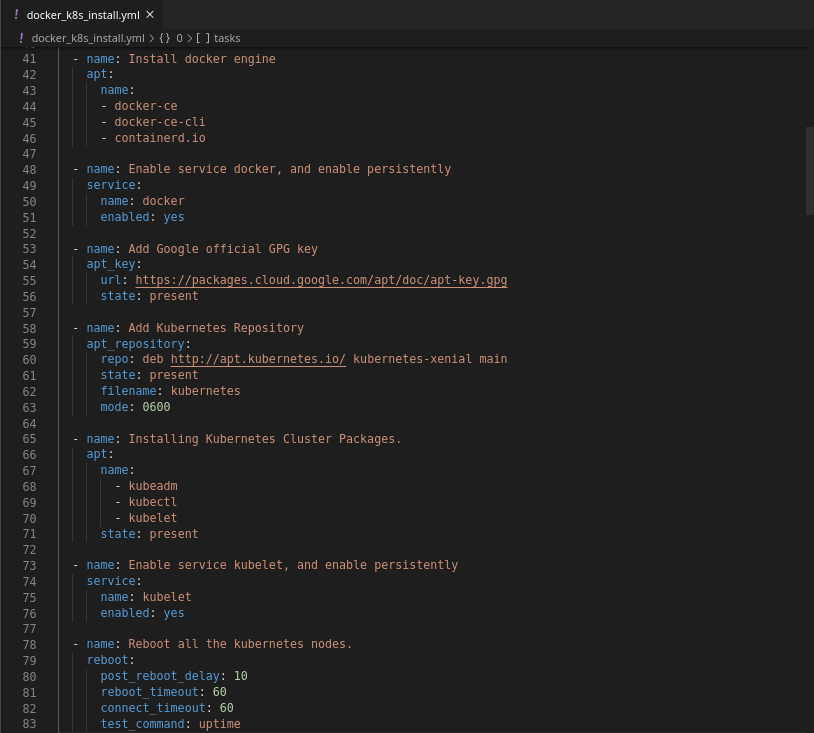 ! docker_k8s_install.yml ×
! docker_k8s_install.yml > {} 0 > [ ] tasks
41 - name: Install docker engine
42 apt:
43 name:
44 - docker-ce
45 - docker-ce-cli
46 - containerd.io
47
48 - name: Enable service docker, and enable persistently
49 service:
50 name: docker
51 enabled: yes
52
53 - name: Add Google official GPG key
54 apt_key:
55 url: https://packages.cloud.google.com/apt/doc/apt-key.gpg
56 state: present
57
58 - name: Add Kubernetes Repository
59 apt_repository:
60 repo: deb http://apt.kubernetes.io/ kubernetes-xenial main
61 state: present
62 filename: kubernetes
63 mode: 0600
64
65 - name: Installing Kubernetes Cluster Packages.
66 apt:
67 name:
68 - kubeadm
69 - kubectl
70 - kubelet
71 state: present
72
73 - name: Enable service kubelet, and enable persistently
74 service:
75 name: kubelet
76 enabled: yes
77
78 - name: Reboot all the kubernetes nodes.
79 reboot:
80 post_reboot_delay: 10
81 reboot_timeout: 60
82 connect_timeout: 60
83 test_command: uptime